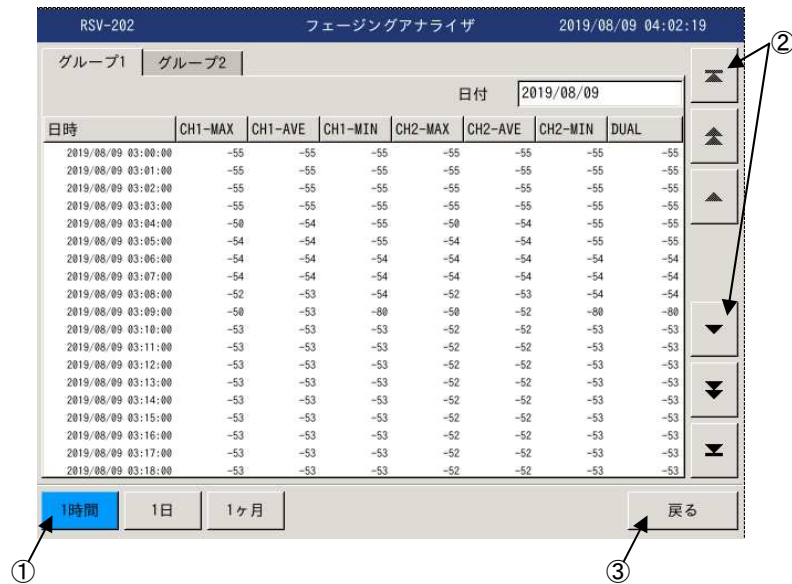 RSV-202 フェージングアナライザ 2019/08/09 04:02:19
②
グループ1 グループ2
日付 2019/08/09
日時 CH1-MAX CH1-AVE CH1-MIN CH2-MAX CH2-AVE CH2-MIN DUAL
2019/08/09 03:00:00 -55 -55 -55 -55 -55 -55 -55
2019/08/09 03:01:00 -55 -55 -55 -55 -55 -55 -55
2019/08/09 03:02:00 -55 -55 -55 -55 -55 -55 -55
2019/08/09 03:03:00 -55 -55 -55 -55 -55 -55 -55
2019/08/09 03:04:00 -50 -54 -55 -50 -54 -55 -55
2019/08/09 03:05:00 -54 -54 -55 -54 -54 -55 -55
2019/08/09 03:06:00 -54 -54 -54 -54 -54 -54 -54
2019/08/09 03:07:00 -54 -54 -54 -54 -54 -54 -54
2019/08/09 03:08:00 -52 -53 -54 -52 -53 -54 -54
2019/08/09 03:09:00 -50 -53 -80 -50 -52 -80 -80
2019/08/09 03:10:00 -53 -53 -53 -52 -52 -53 -53
2019/08/09 03:11:00 -53 -53 -53 -52 -52 -53 -53
2019/08/09 03:12:00 -53 -53 -53 -52 -52 -53 -53
2019/08/09 03:13:00 -53 -53 -53 -52 -52 -53 -53
2019/08/09 03:14:00 -53 -53 -53 -52 -52 -53 -53
2019/08/09 03:15:00 -53 -53 -53 -52 -52 -53 -53
2019/08/09 03:16:00 -53 -53 -53 -52 -52 -53 -53
2019/08/09 03:17:00 -53 -53 -53 -52 -52 -53 -53
2019/08/09 03:18:00 -53 -53 -53 -52 -52 -53 -53
1時間 1日 1ヶ月 戻る
① ③